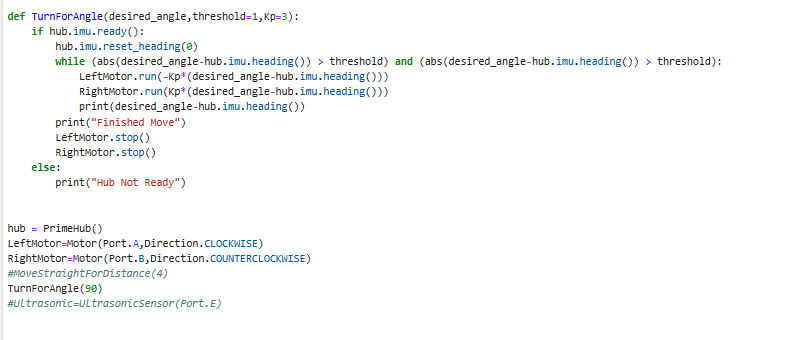 def TurnForAngle(desired_angle,threshold=1,Kp=3):
    if hub.imu.ready():
        hub.imu.reset_heading(0)
        while (abs(desired_angle-hub.imu.heading()) > threshold) and (abs(desired_angle-hub.imu.heading()) > threshold):
            LeftMotor.run(-Kp*(desired_angle-hub.imu.heading()))
            RightMotor.run(Kp*(desired_angle-hub.imu.heading()))
            print(desired_angle-hub.imu.heading())
        print("Finished Move")
        LeftMotor.stop()
        RightMotor.stop()
    else:
        print("Hub Not Ready")
hub = PrimeHub()
LeftMotor=Motor(Port.A,Direction.CLOCKWISE)
RightMotor=Motor(Port.B,Direction.COUNTERCLOCKWISE)
#MoveStraightForDistance(4)
TurnForAngle(90)
#Ultrasonic=UltrasonicSensor(Port.E)